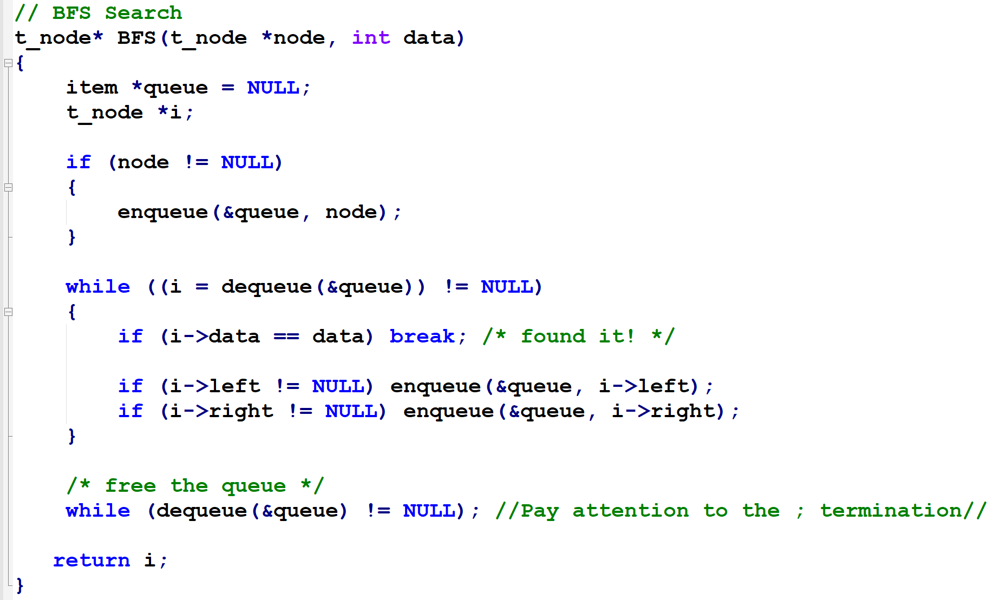 // BFS Search
t_node* BFS(t_node *node, int data)
{
    item *queue = NULL;
    t_node *i;

    if (node != NULL)
    {
        enqueue(&queue, node);
    }

    while ((i = dequeue(&queue)) != NULL)
    {
        if (i->data == data) break; /* found it! */

        if (i->left != NULL) enqueue(&queue, i->left);
        if (i->right != NULL) enqueue(&queue, i->right);
    }

    /* free the queue */
    while (dequeue(&queue) != NULL); //Pay attention to the ; termination//

   return i;
}